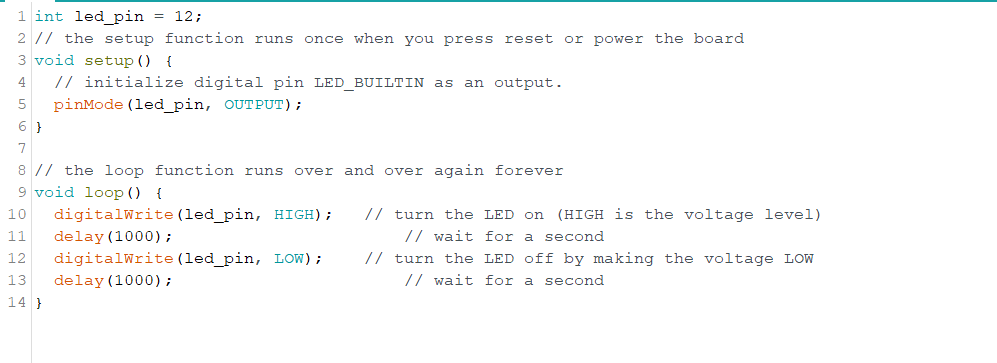 1 int led_pin = 12;
2 // the setup function runs once when you press reset or power the board
3 void setup() {
4   // initialize digital pin LED_BUILTIN as an output.
5   pinMode(led_pin, OUTPUT);
6 }
7
8 // the loop function runs over and over again forever
9 void loop() {
10   digitalWrite(led_pin, HIGH);   // turn the LED on (HIGH is the voltage level)
11   delay(1000);                       // wait for a second
12   digitalWrite(led_pin, LOW);    // turn the LED off by making the voltage LOW
13   delay(1000);                       // wait for a second
14 }